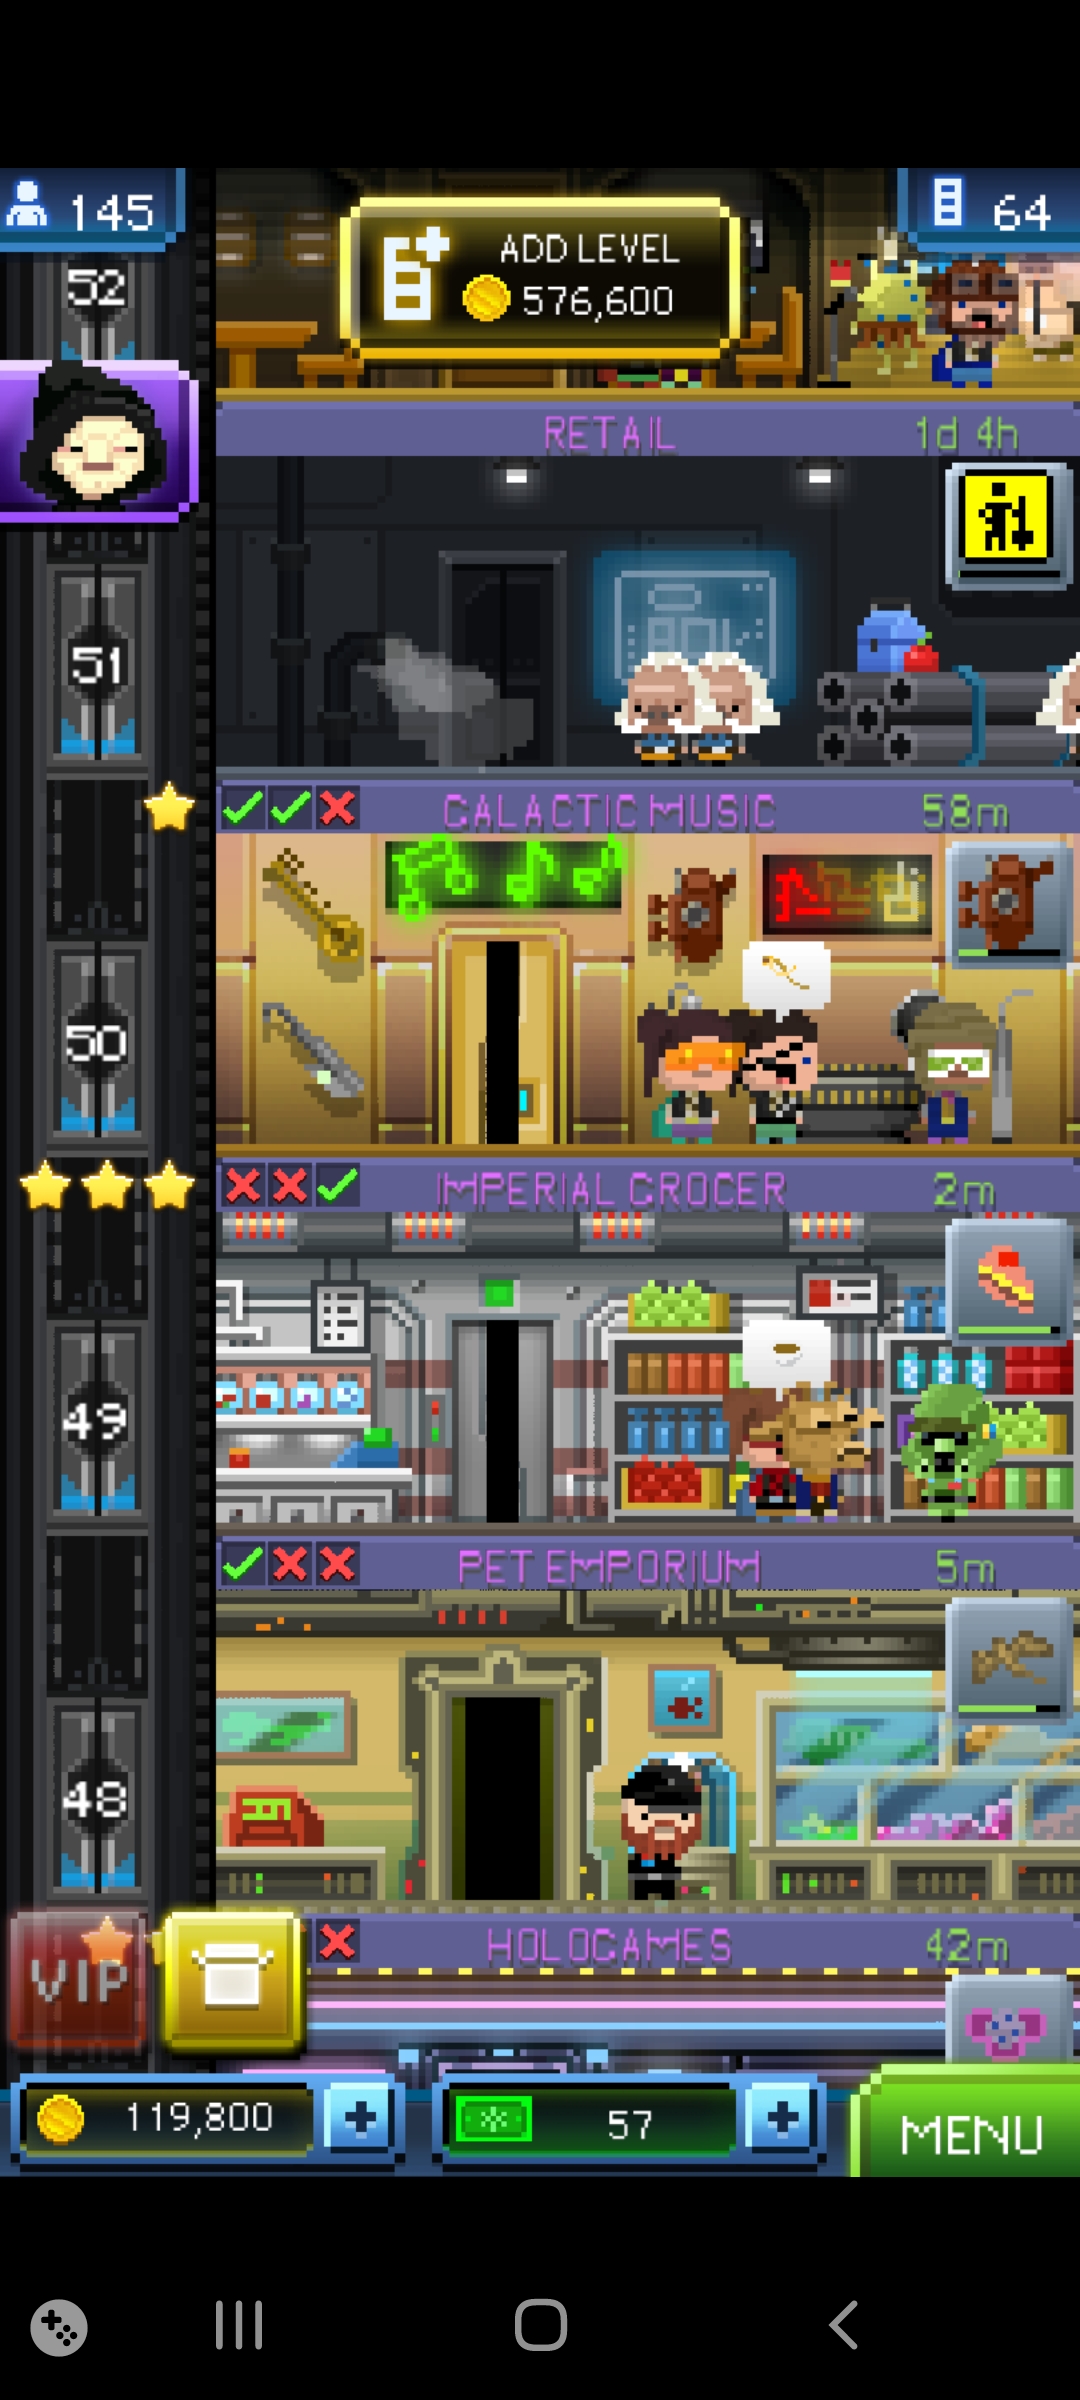 145
64
ADD LEVEL
576,600
52
RETAIL 1d 4h
51
GALACTIC MUSIC 58m
50
IMPERIAL GROCER 2m
49
PET EMPORIUM 5m
48
HOLOGAMES 42m
VIP
119,800
57
MENU